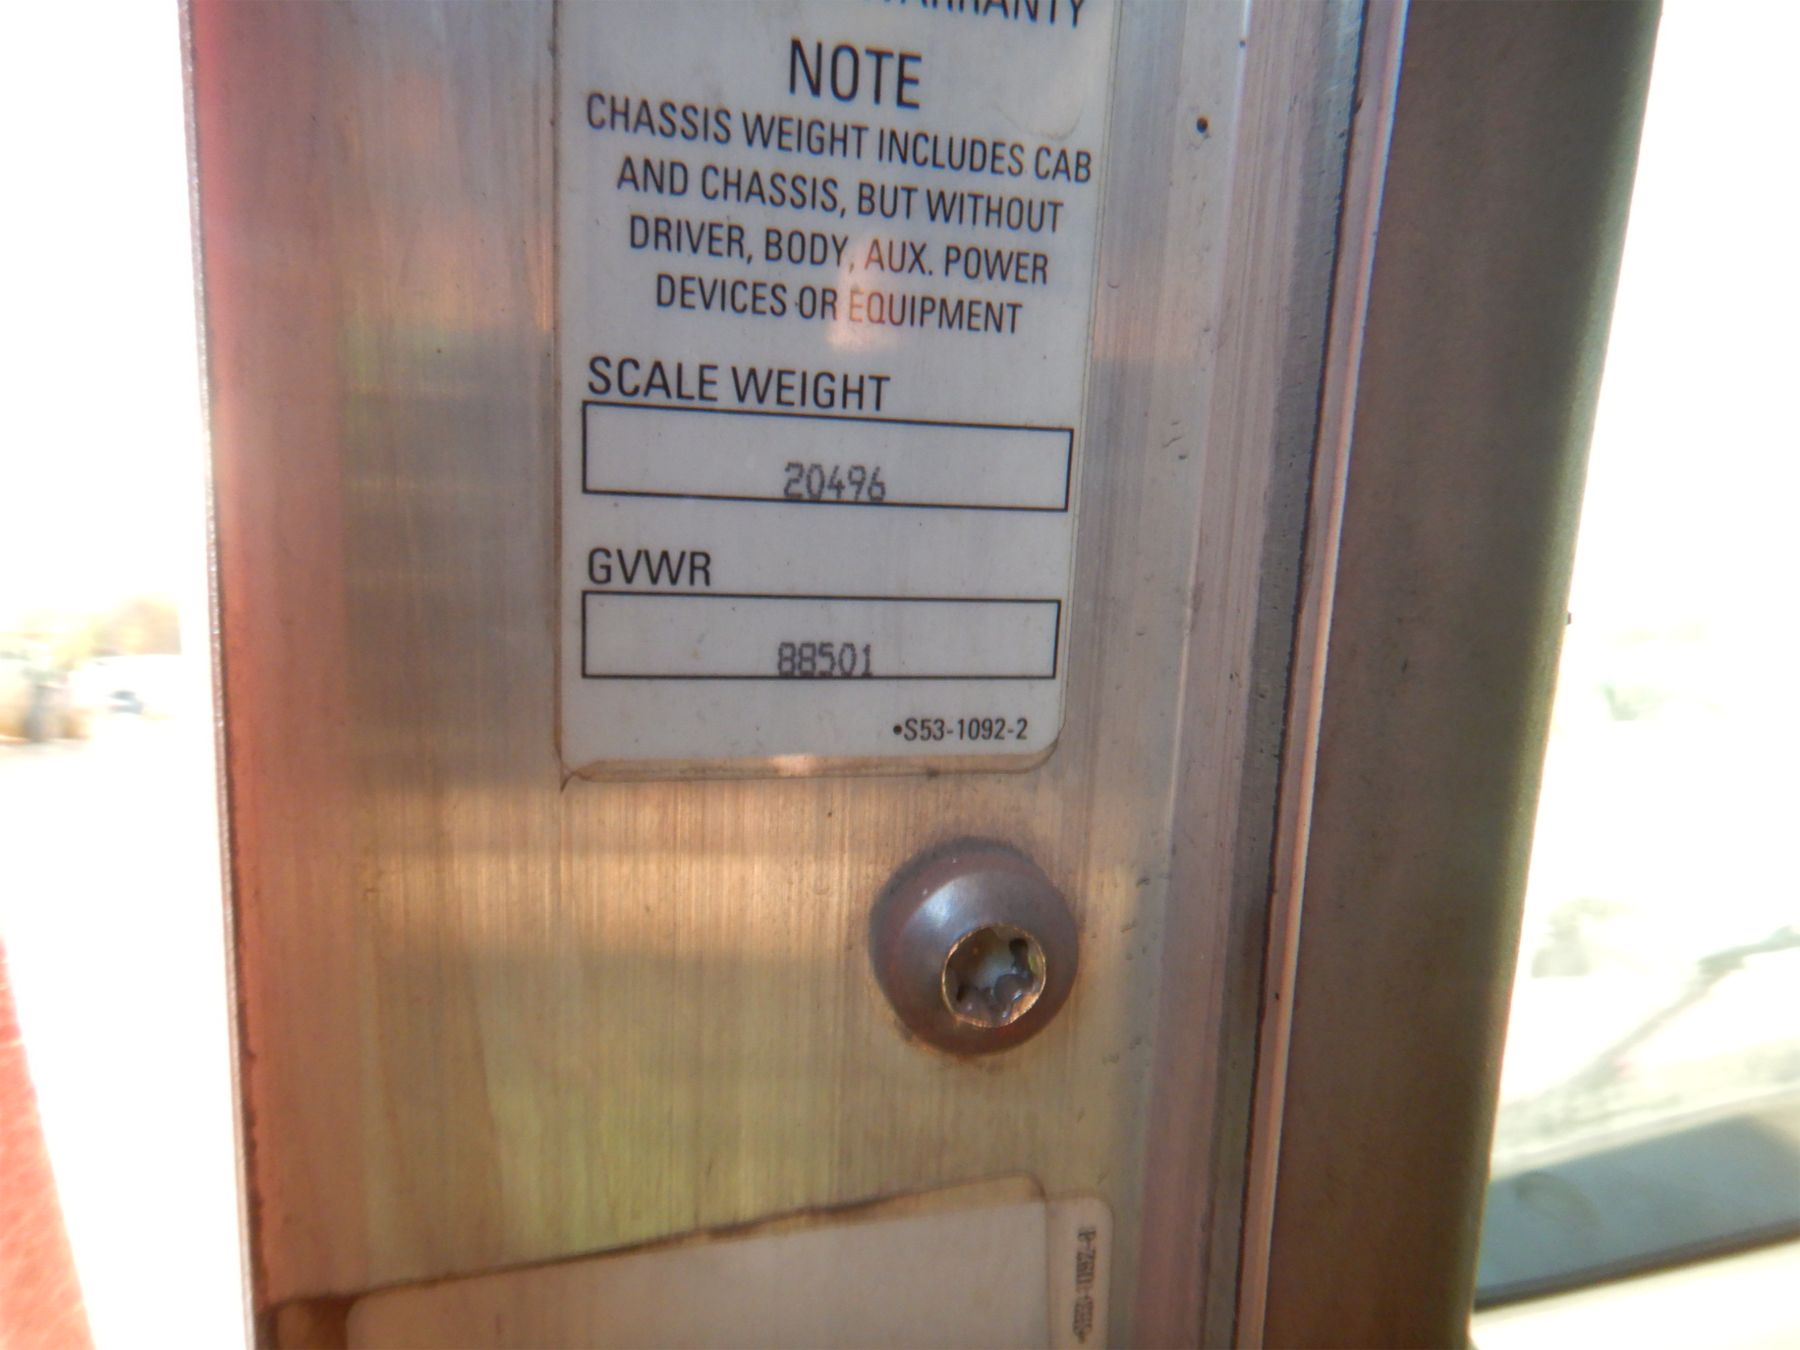 WARRANTY
NOTE
CHASSIS WEIGHT INCLUDES CAB
AND CHASSIS, BUT WITHOUT
DRIVER, BODY, AUX. POWER
DEVICES OR EQUIPMENT
SCALE WEIGHT
20496
GVWR
88501
•S53-1092-2